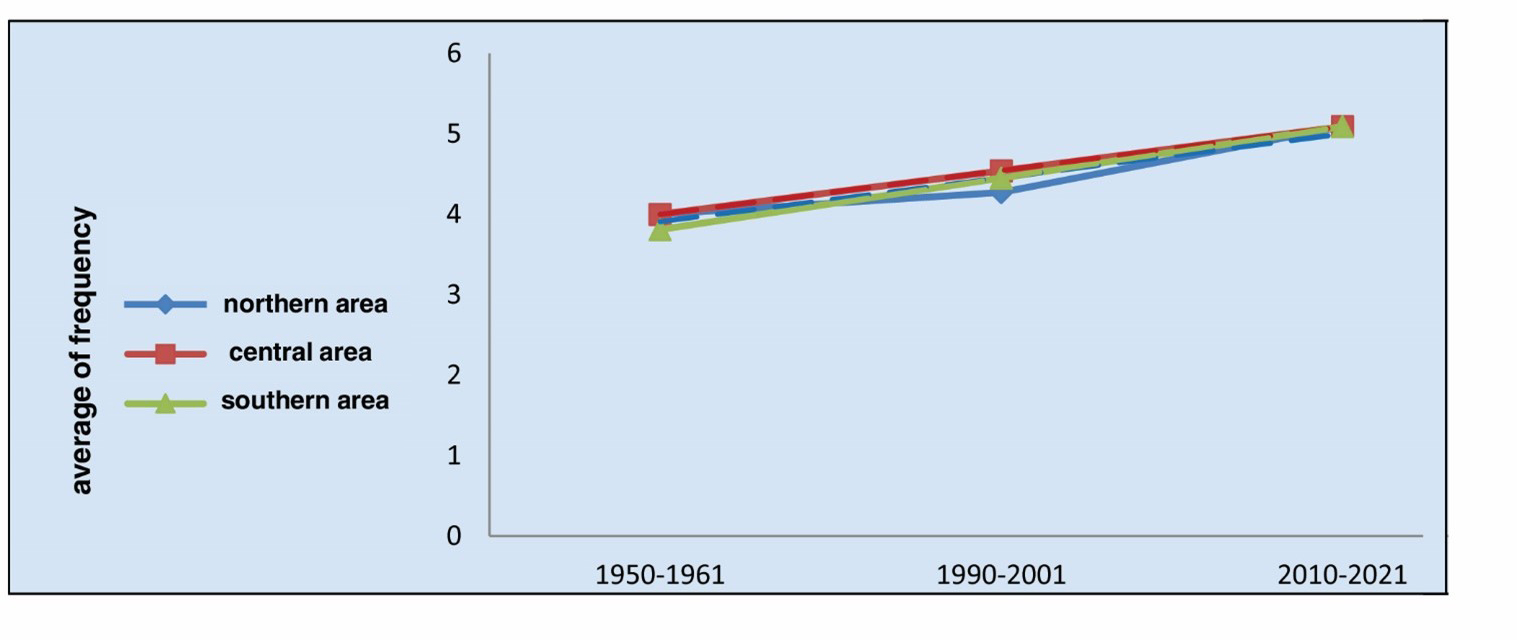 average of frequency
northern area
central area
southern area
6
5
4
3
2
1
0
1950-1961
1990-2001
2010-2021